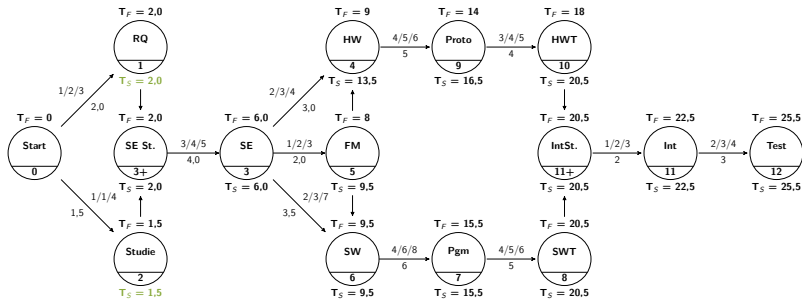 T_F = 2,0
RQ
1
T_S = 2,0
T_F = 9
HW
4
T_S = 13,5
4/5/6
5
T_F = 14
Proto
9
T_S = 16,5
3/4/5
4
T_F = 18
HWT
10
T_S = 20,5
1/2/3
2,0
2/3/4
3,0
T_F = 0
Start
0
T_F = 2,0
SE St.
3+
T_S = 2,0
3/4/5
4,0
T_F = 6,0
SE
3
T_S = 6,0
1/2/3
2,0
T_F = 8
FM
5
T_S = 9,5
T_F = 20,5
IntSt.
11+
T_S = 20,5
1/2/3
2
T_F = 22,5
Int
11
T_S = 22,5
2/3/4
3
T_F = 25,5
Test
12
T_S = 25,5
1/1/4
1,5
2/3/7
3,5
T_F = 1,5
Studie
2
T_S = 1,5
T_F = 9,5
SW
6
T_S = 9,5
4/6/8
6
T_F = 15,5
Pgm
7
T_S = 15,5
4/5/6
5
T_F = 20,5
SWT
8
T_S = 20,5